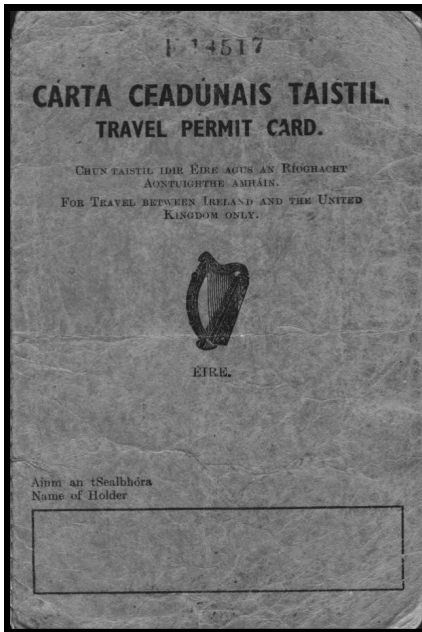 14517
CÁRTA CEADÚNAIS TAISTIL.
TRAVEL PERMIT CARD.
CHUN TAISTIL IDIR ÉIRE AGUS AN RÍOGHACHT
AONTUIGHTHE AMHÁIN.
FOR TRAVEL BETWEEN IRELAND AND THE UNITED
KINGDOM ONLY.
ÉIRE.
Ainm an tSealbhóra
Name of Holder